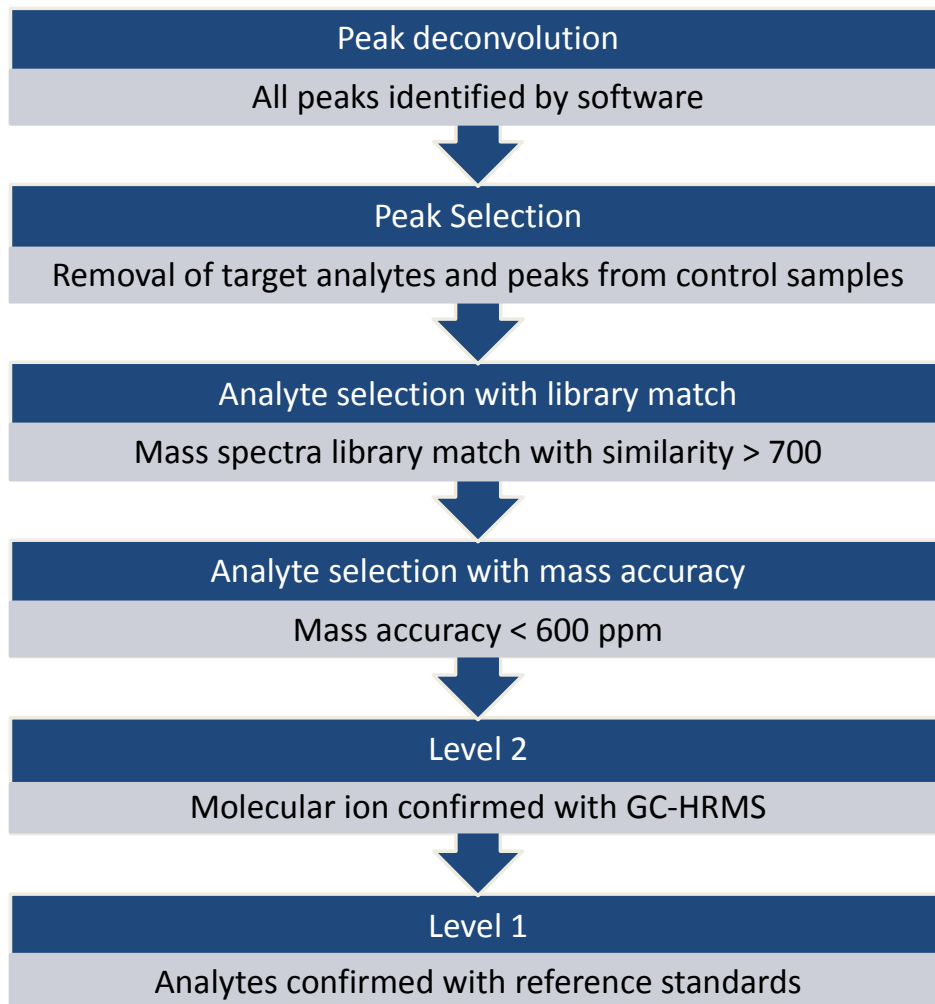 Peak deconvolution
All peaks identified by software
Peak Selection
Removal of target analytes and peaks from control samples
Analyte selection with library match
Mass spectra library match with similarity > 700
Analyte selection with mass accuracy
Mass accuracy < 600 ppm
Level 2
Molecular ion confirmed with GC-HRMS
Level 1
Analytes confirmed with reference standards